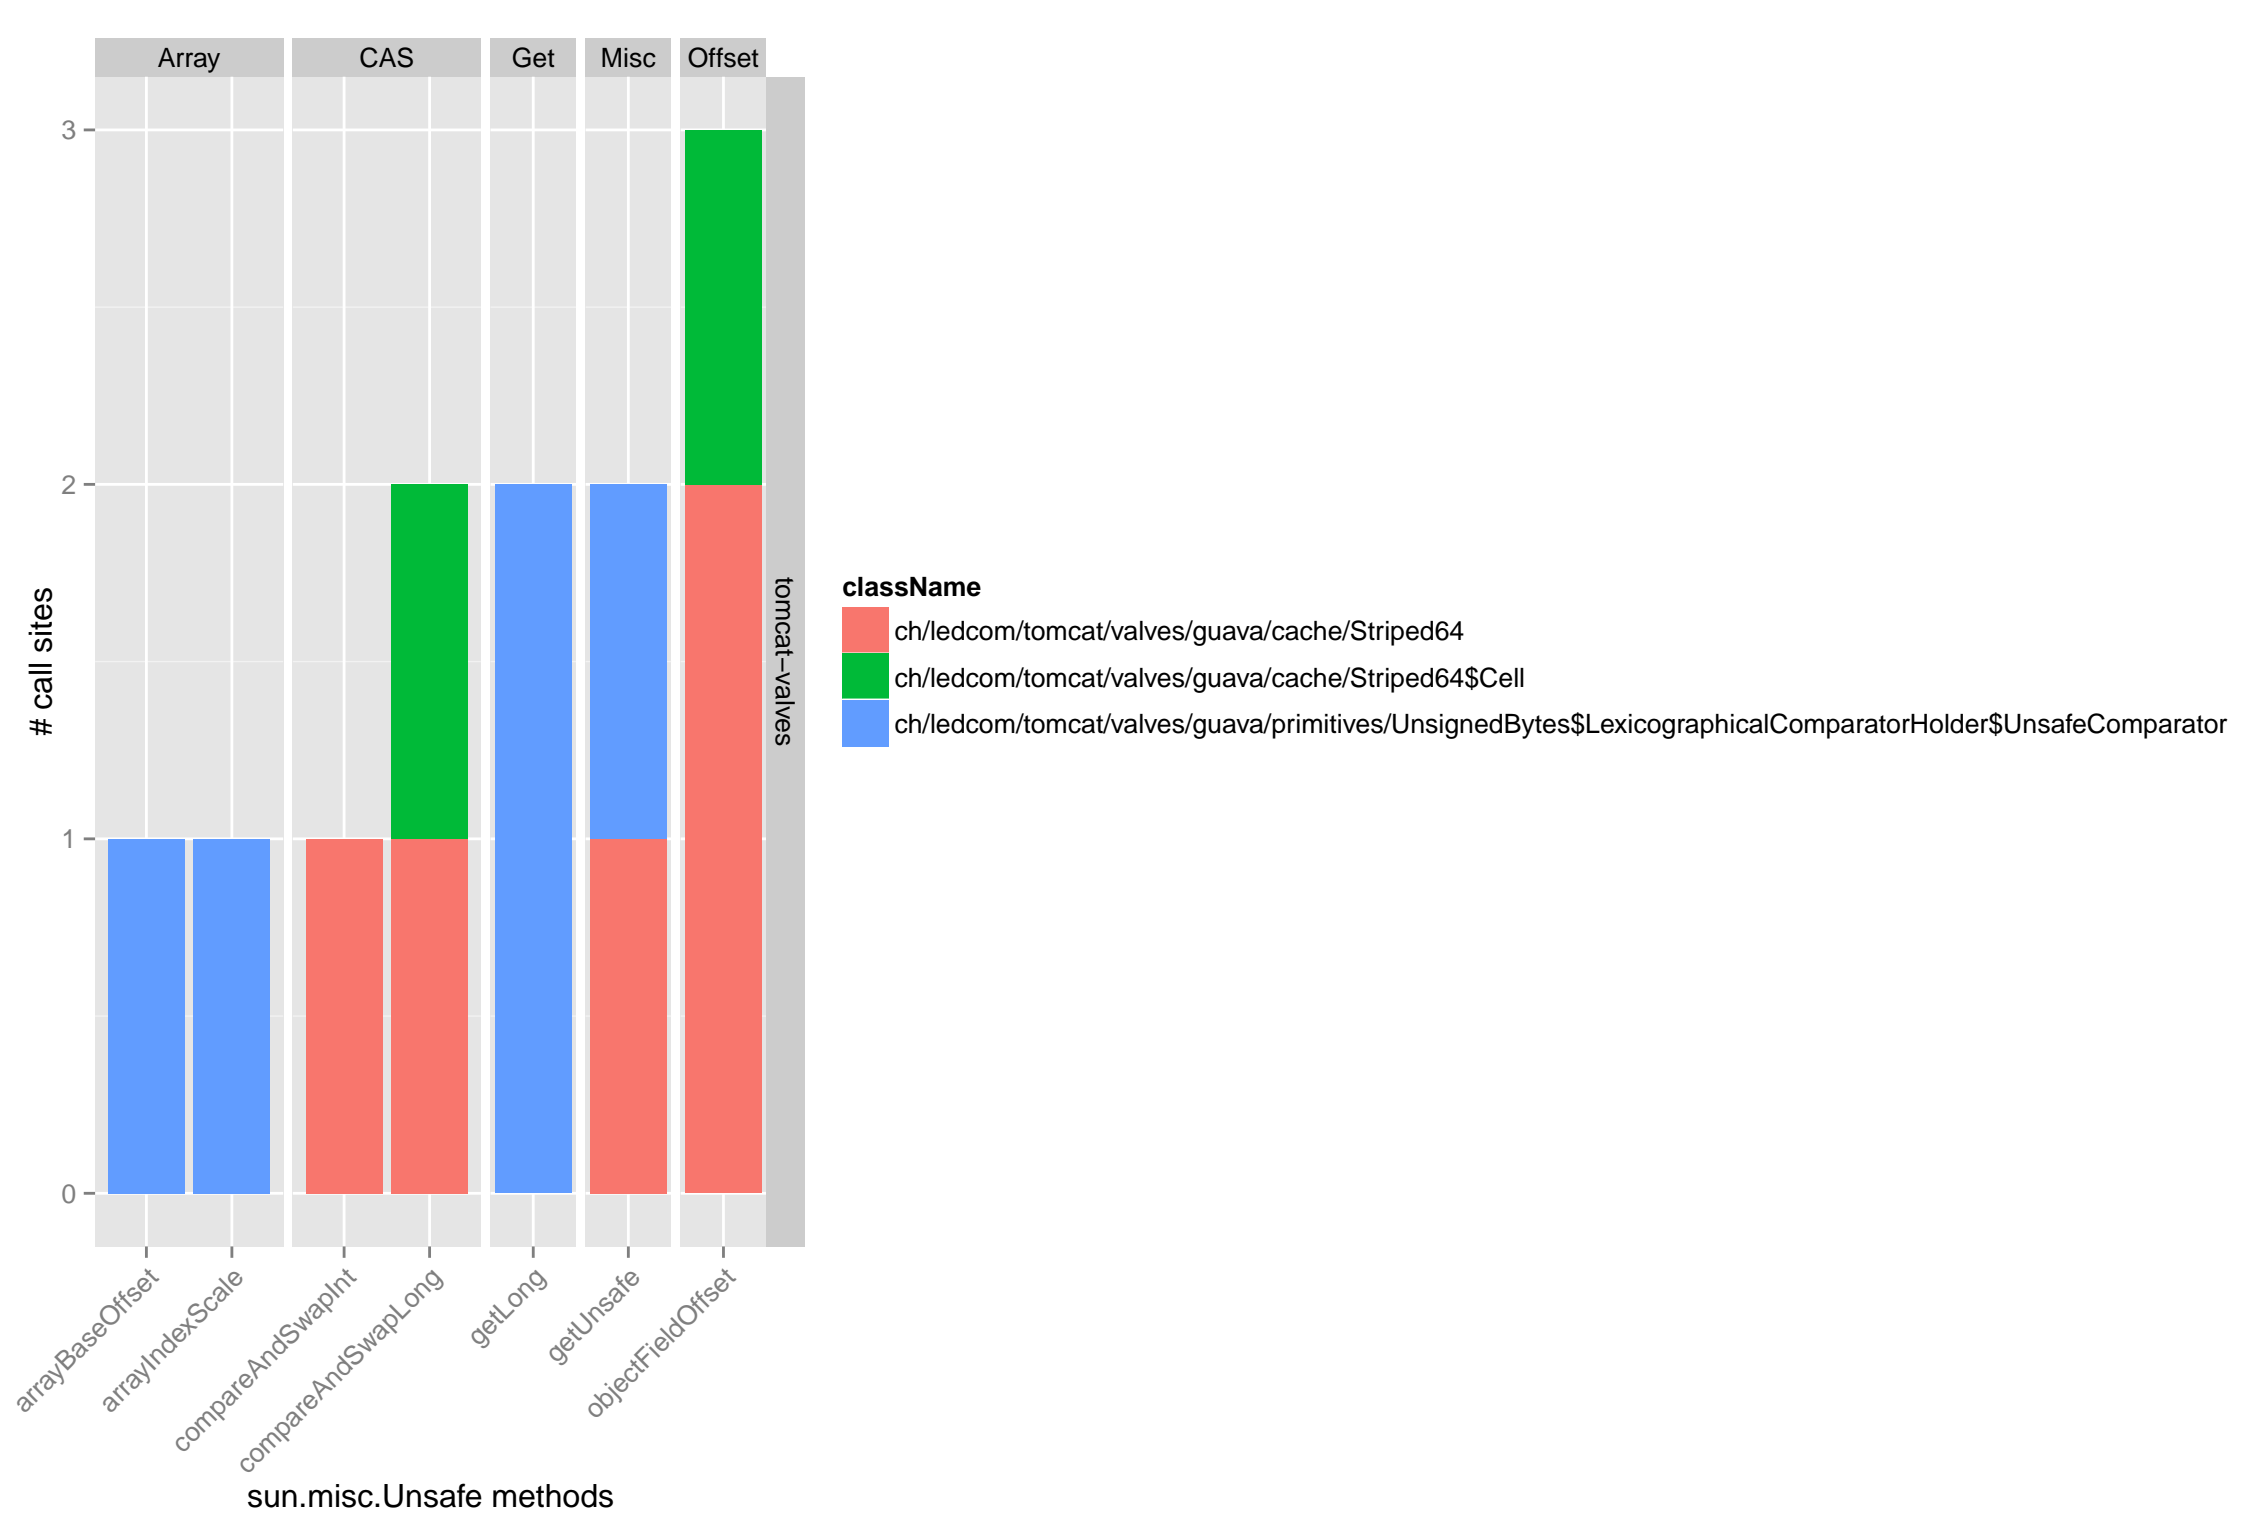 Array CAS Get Misc Offset
3
2
1
0
# call sites
tomcat−valves
arrayBaseOffset
arrayIndexScale
compareAndSwapInt
compareAndSwapLong
getLong
getUnsafe
objectFieldOffset
sun.misc.Unsafe methods
className
ch/ledcom/tomcat/valves/guava/cache/Striped64
ch/ledcom/tomcat/valves/guava/cache/Striped64$Cell
ch/ledcom/tomcat/valves/guava/primitives/UnsignedBytes$LexicographicalComparatorHolder$UnsafeComparator